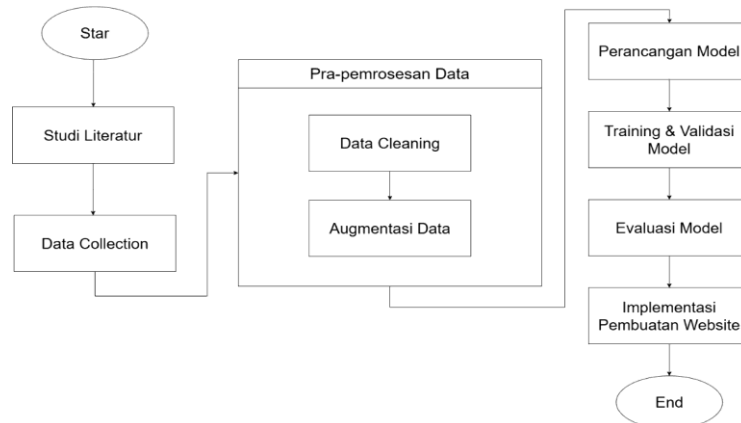 Star
Studi Literatur
Data Collection
Pra-pemrosesan Data
Data Cleaning
Augmentasi Data
Perancangan Model
Training & Validasi
Model
Evaluasi Model
Implementasi
Pembuatan Website
End